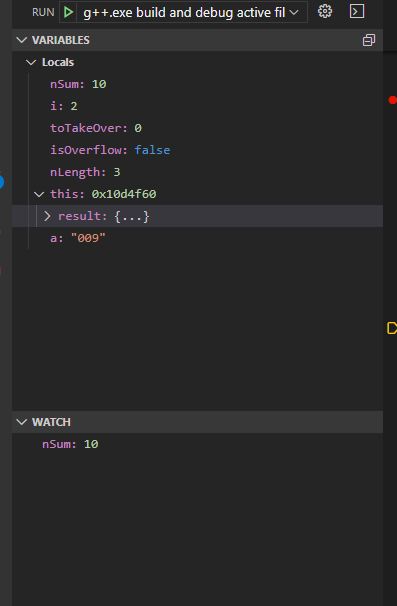 RUN g++.exe build and debug active fil
VARIABLES
Locals
nSum: 10
i: 2
toTakeOver: 0
isOverflow: false
nLength: 3
this: 0x10d4f60
result: {...}
a: "009"
WATCH
nSum: 10